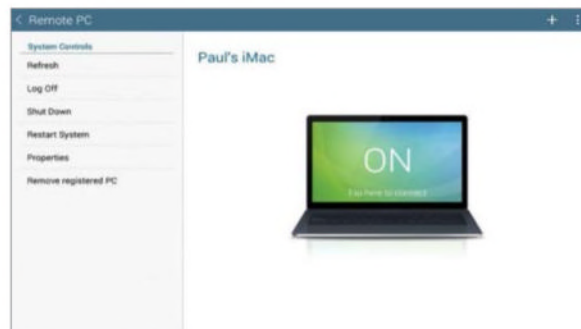 < Remote PC
System Controls
Refresh
Log Off
Shut Down
Restart System
Properties
Remove registered PC
Paul's iMac
ON
Tap here to connect